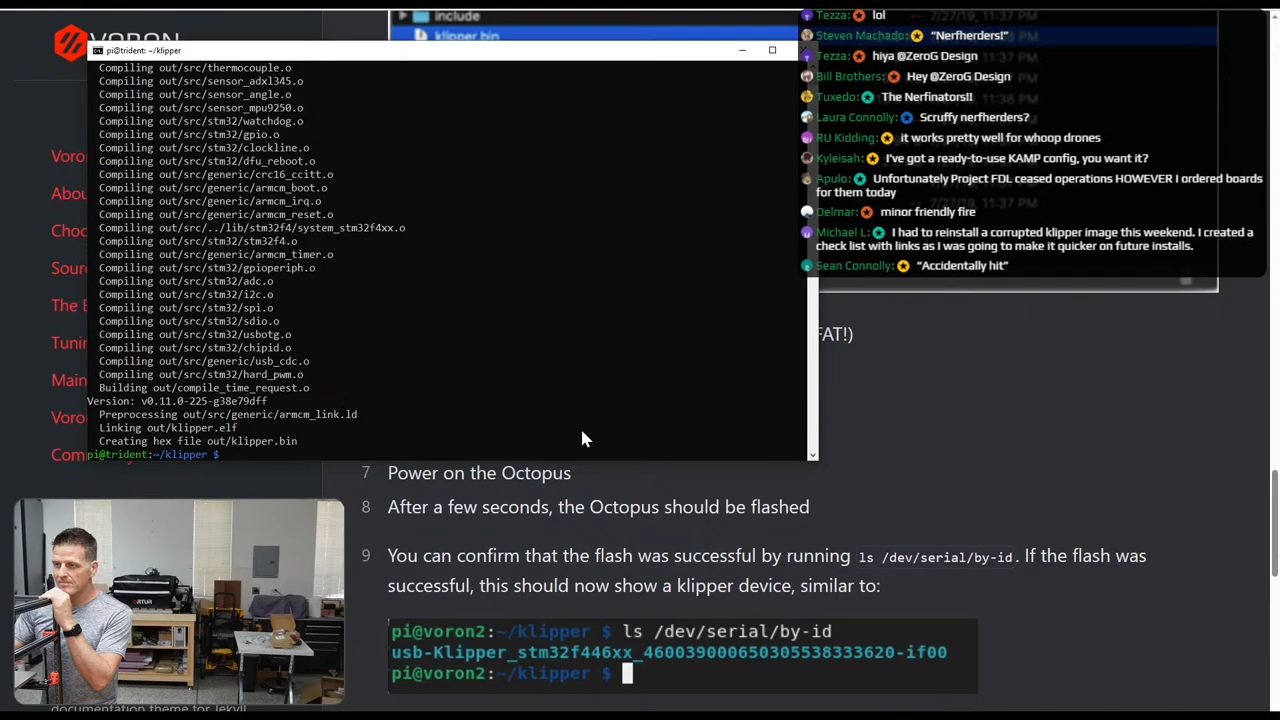 VORON
include
klipper.bin
pi@trident: ~/klipper
Compiling out/src/thermocouple.o
Compiling out/src/sensor_adxl345.o
Compiling out/src/sensor_angle.o
Compiling out/src/sensor_mpu9250.o
Compiling out/src/stm32/watchdog.o
Compiling out/src/stm32/gpio.o
Compiling out/src/stm32/clockline.o
Compiling out/src/stm32/dfu_reboot.o
Compiling out/src/generic/crc16_ccitt.o
Compiling out/src/generic/armcm_boot.o
Compiling out/src/generic/armcm_irq.o
Compiling out/src/generic/armcm_reset.o
Compiling out/src/../lib/stm32f4/system_stm32f4xx.o
Compiling out/src/stm32/stm32f4.o
Compiling out/src/generic/armcm_timer.o
Compiling out/src/stm32/gpioperiph.o
Compiling out/src/stm32/adc.o
Compiling out/src/stm32/i2c.o
Compiling out/src/stm32/spi.o
Compiling out/src/stm32/sdio.o
Compiling out/src/stm32/usbotg.o
Compiling out/src/stm32/chipid.o
Compiling out/src/generic/usb_cdc.o
Compiling out/src/stm32/hard_pwm.o
Building out/compile_time_request.o
Version: v0.11.0-225-g38e79dff
Preprocessing out/src/generic/armcm_link.ld
Linking out/klipper.elf
Creating hex file out/klipper.bin
pi@trident:~/klipper $
Tezza: lol
7/27/19, 11:37 PM
Steven Machado: “Nerfherders!”
Tezza: hiya @ZeroG Design
Bill Brothers: Hey @ZeroG Design
Tuxedo: The Nerfinators!!
Laura Connolly: Scruffy nerfherders?
RU Kidding: it works pretty well for whoop drones
Kyleisah: I've got a ready-to-use KAMP config, you want it?
Apulo: Unfortunately Project FDL ceased operations HOWEVER I ordered boards
for them today
Delmar: minor friendly fire
Michael L: I had to reinstall a corrupted klipper image this weekend. I created a
check list with links as I was going to make it quicker on future installs.
Sean Connolly: “Accidentally hit”
FAT!)
7 Power on the Octopus
8 After a few seconds, the Octopus should be flashed
9 You can confirm that the flash was successful by running ls /dev/serial/by-id. If the flash was
successful, this should now show a klipper device, similar to:
pi@voron2:~/klipper $ ls /dev/serial/by-id
usb-Klipper_stm32f446xx_460039000650305538333620-if00
pi@voron2:~/klipper $
documentation theme for Jekyll